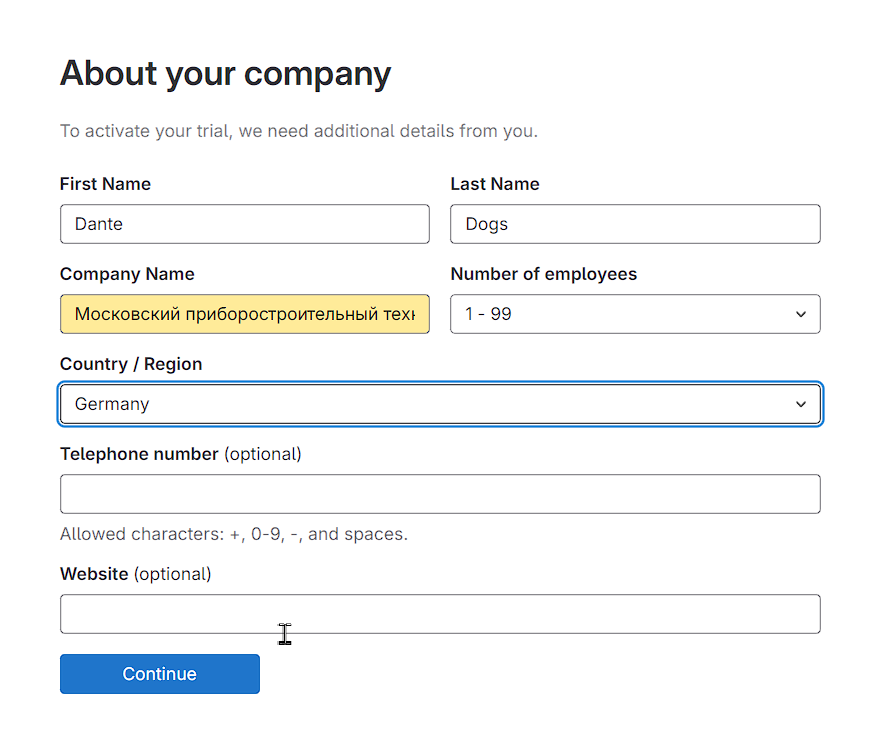 About your company
To activate your trial, we need additional details from you.
First Name Last Name
Dante Dogs
Company Name Number of employees
Московский приборостроительный 1 - 99
Country / Region
Germany
Telephone number (optional)
Allowed characters: +, 0-9, -, and spaces.
Website (optional)
Continue